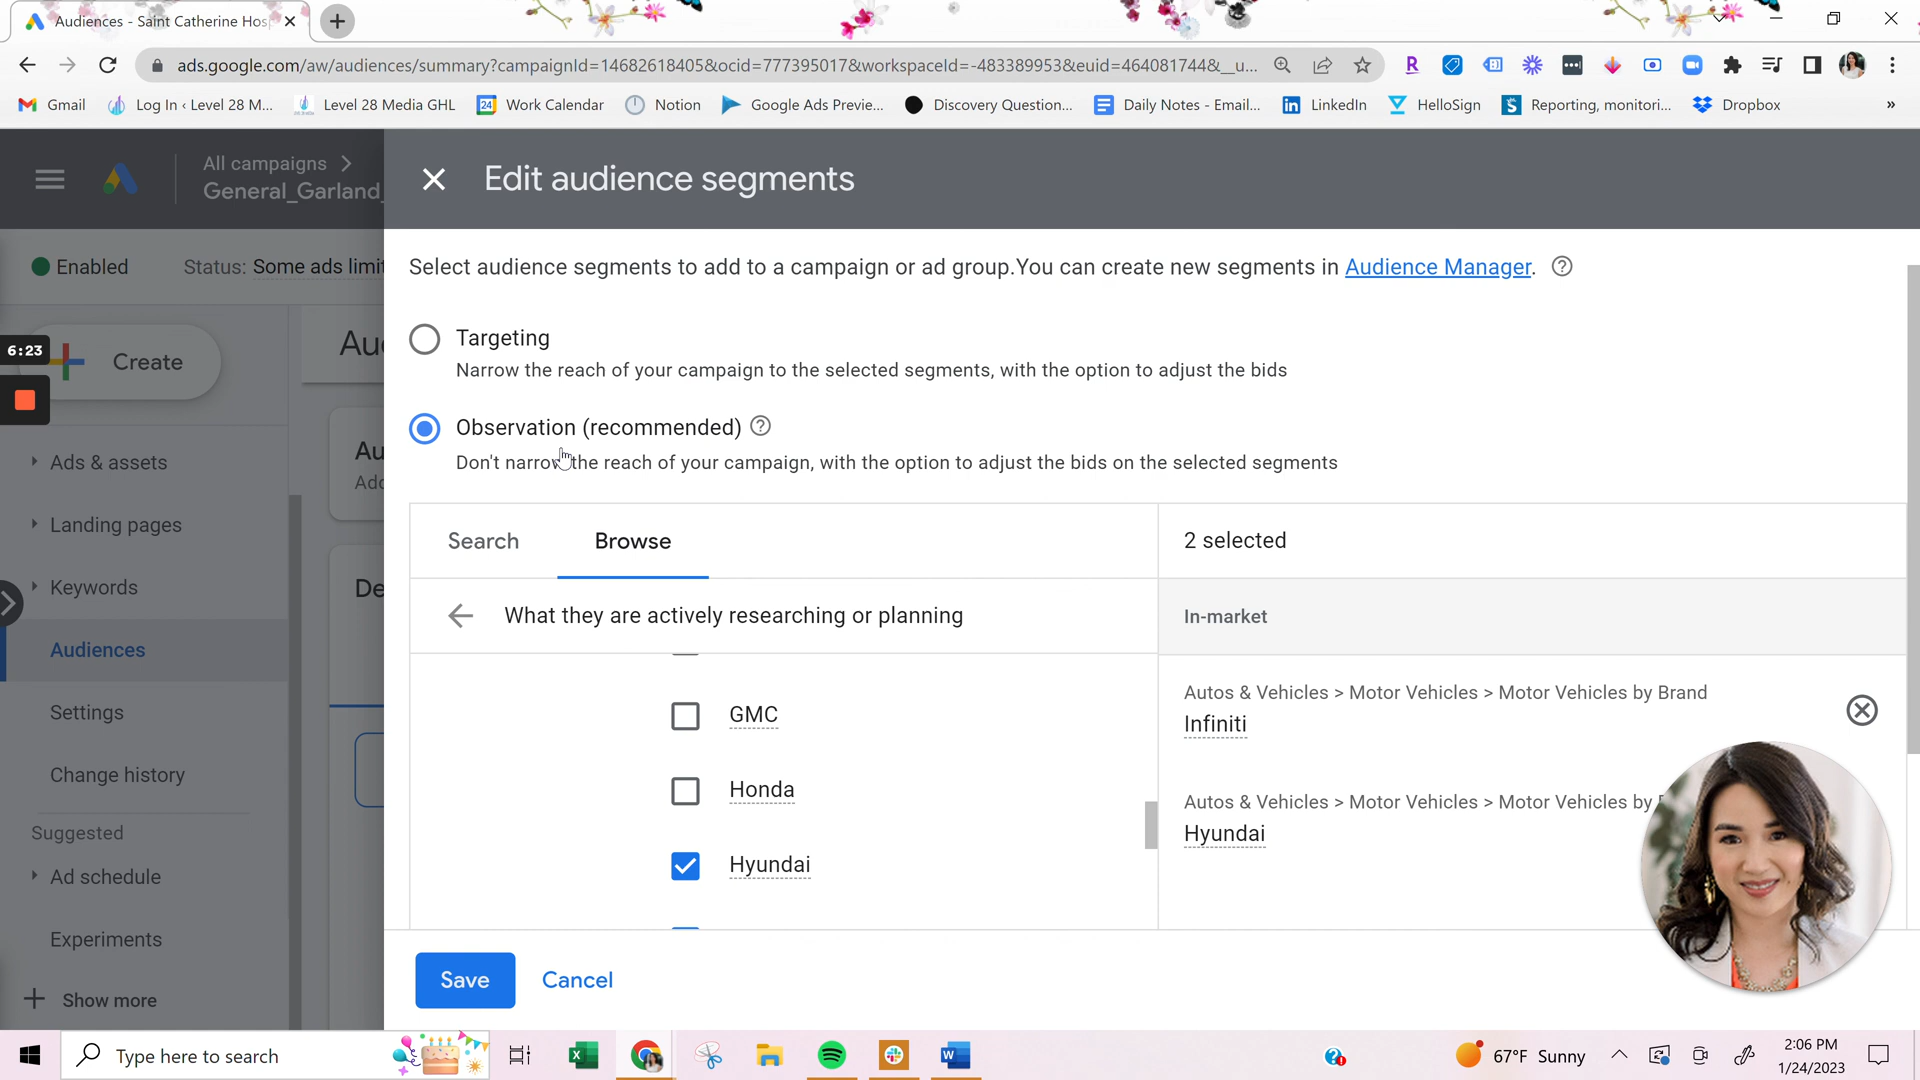 Audiences - Saint Catherine Hos
ads.google.com/aw/audiences/summary?campaignId=14682618405&ocid=777395017&workspaceId=-483389953&euid=464081744&__u...
Gmail
Log In ‹ Level 28 M...
Level 28 Media GHL
Work Calendar
Notion
Google Ads Previe...
Discovery Question...
Daily Notes - Email...
LinkedIn
HelloSign
Reporting, monitori...
Dropbox
»
All campaigns
General_Garland_
Edit audience segments
Enabled
Status: Some ads limit
Select audience segments to add to a campaign or ad group.You can create new segments in Audience Manager.
Targeting
Narrow the reach of your campaign to the selected segments, with the option to adjust the bids
6:23
Create
Au
Observation (recommended)
Don't narrow the reach of your campaign, with the option to adjust the bids on the selected segments
Ads & assets
Landing pages
Keywords
Audiences
Settings
Change history
Suggested
Ad schedule
Experiments
Show more
Au
Add
De
Search
Browse
2 selected
What they are actively researching or planning
In-market
GMC
Honda
Hyundai
Autos & Vehicles > Motor Vehicles > Motor Vehicles by Brand
Infiniti
Autos & Vehicles > Motor Vehicles > Motor Vehicles by
Hyundai
Save
Cancel
Type here to search
67°F Sunny
2:06 PM
1/24/2023